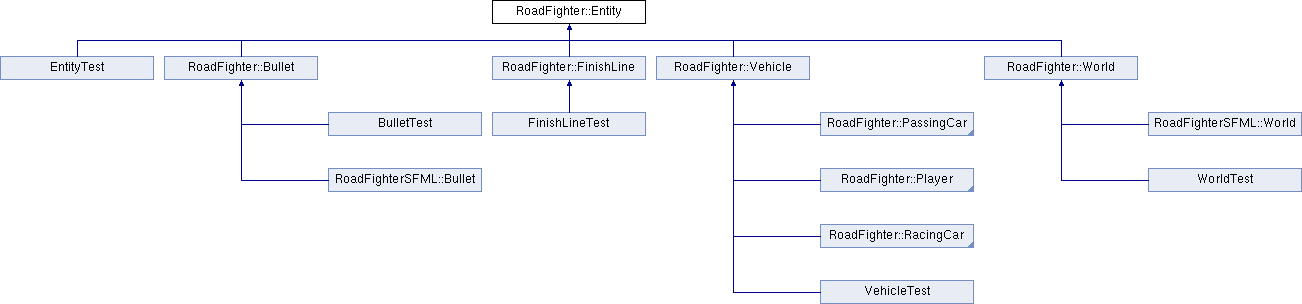 RoadFighter::Entity
EntityTest
RoadFighter::Bullet
RoadFighter::FinishLine
RoadFighter::Vehicle
RoadFighter::World
BulletTest
FinishLineTest
RoadFighter::PassingCar
RoadFighterSFML::World
RoadFighterSFML::Bullet
RoadFighter::Player
WorldTest
RoadFighter::RacingCar
VehicleTest